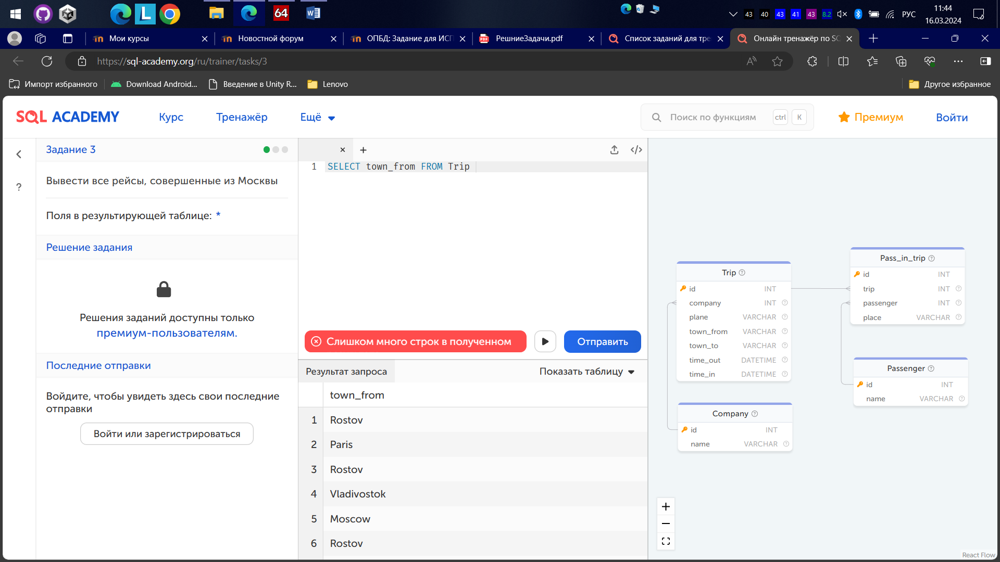 64
43
40
43
41
43
8.2
РУС
11:44
16.03.2024
Мои курсы
Новостной форум
ОПБД: Задание для ИСП
РешниеЗадачи.pdf
Список заданий для тре
Онлайн тренажёр по SC
https://sql-academy.org/ru/trainer/tasks/3
Импорт избранного
Download Android...
Введение в Unity R...
Lenovo
Другое избранное
SQL ACADEMY
Курс
Тренажёр
Ещё
Поиск по функциям
ctrl
K
Премиум
Войти
Задание 3
Вывести все рейсы, совершенные из Москвы
Поля в результирующей таблице: *
Решение задания
Решения заданий доступны только
премиум-пользователям.
Последние отправки
Войдите, чтобы увидеть здесь свои последние
отправки
Войти или зарегистрироваться
1 SELECT town_from FROM Trip
Слишком много строк в полученном
Отправить
Результат запроса
Показать таблицу
town_from
1 Rostov
2 Paris
3 Rostov
4 Vladivostok
5 Moscow
6 Rostov
Trip
id INT
company INT
plane VARCHAR
town_from VARCHAR
town_to VARCHAR
time_out DATETIME
time_in DATETIME
Company
id INT
name VARCHAR
Pass_in_trip
id INT
trip INT
passenger INT
place VARCHAR
Passenger
id INT
name VARCHAR
React Flow